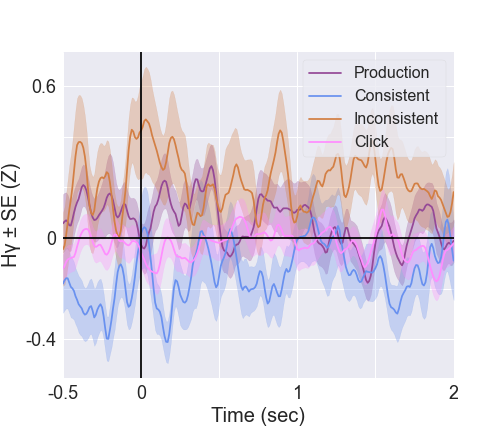 Production
Consistent
Inconsistent
Click
Hγ ± SE (Z)
0.6
0
-0.4
-0.5
0
1
2
Time (sec)